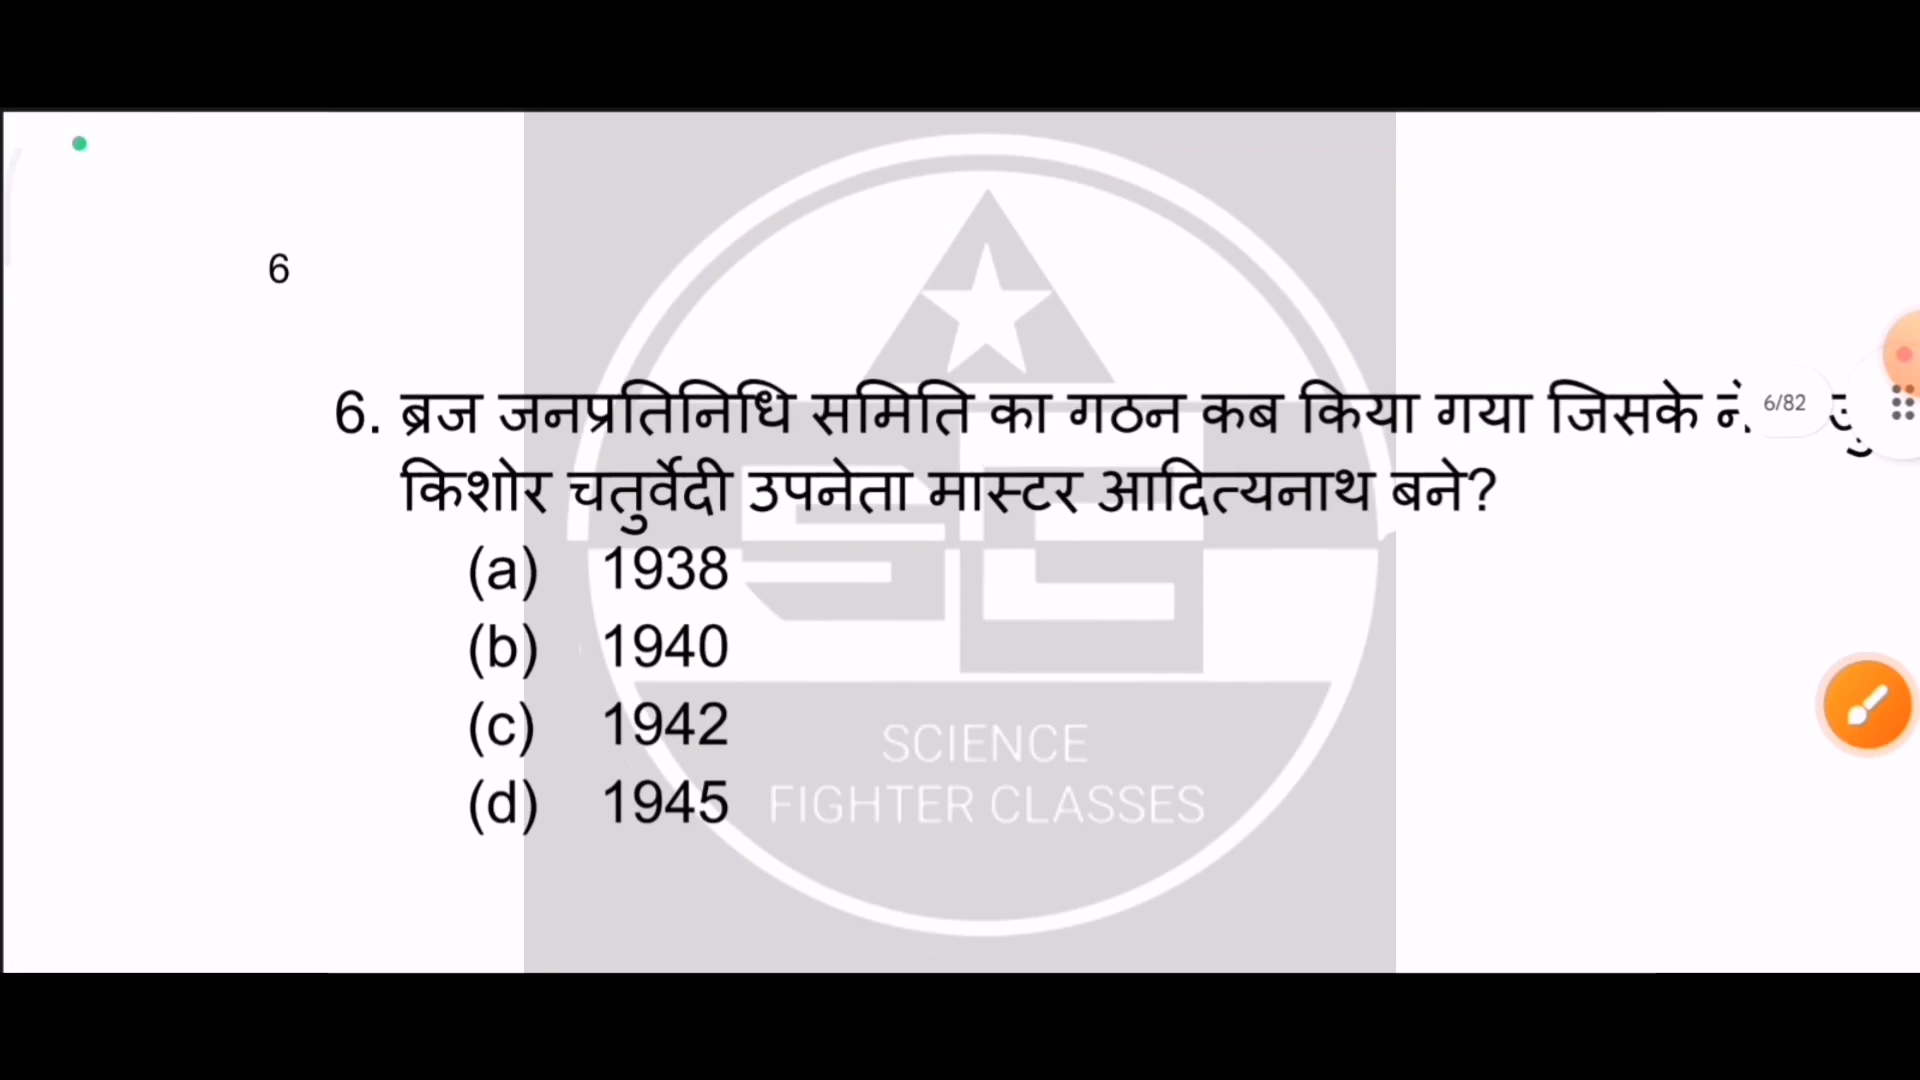 6
6. ब्रज जनप्रतिनिधि समिति का गठन कब किया गया जिसके
6/82
किशोर चतुर्वेदी उपनेता मास्टर आदित्यनाथ बने?
(a) 1938
(b) 1940
(c) 1942
(d) 1945
SCIENCE
FIGHTER CLASSES